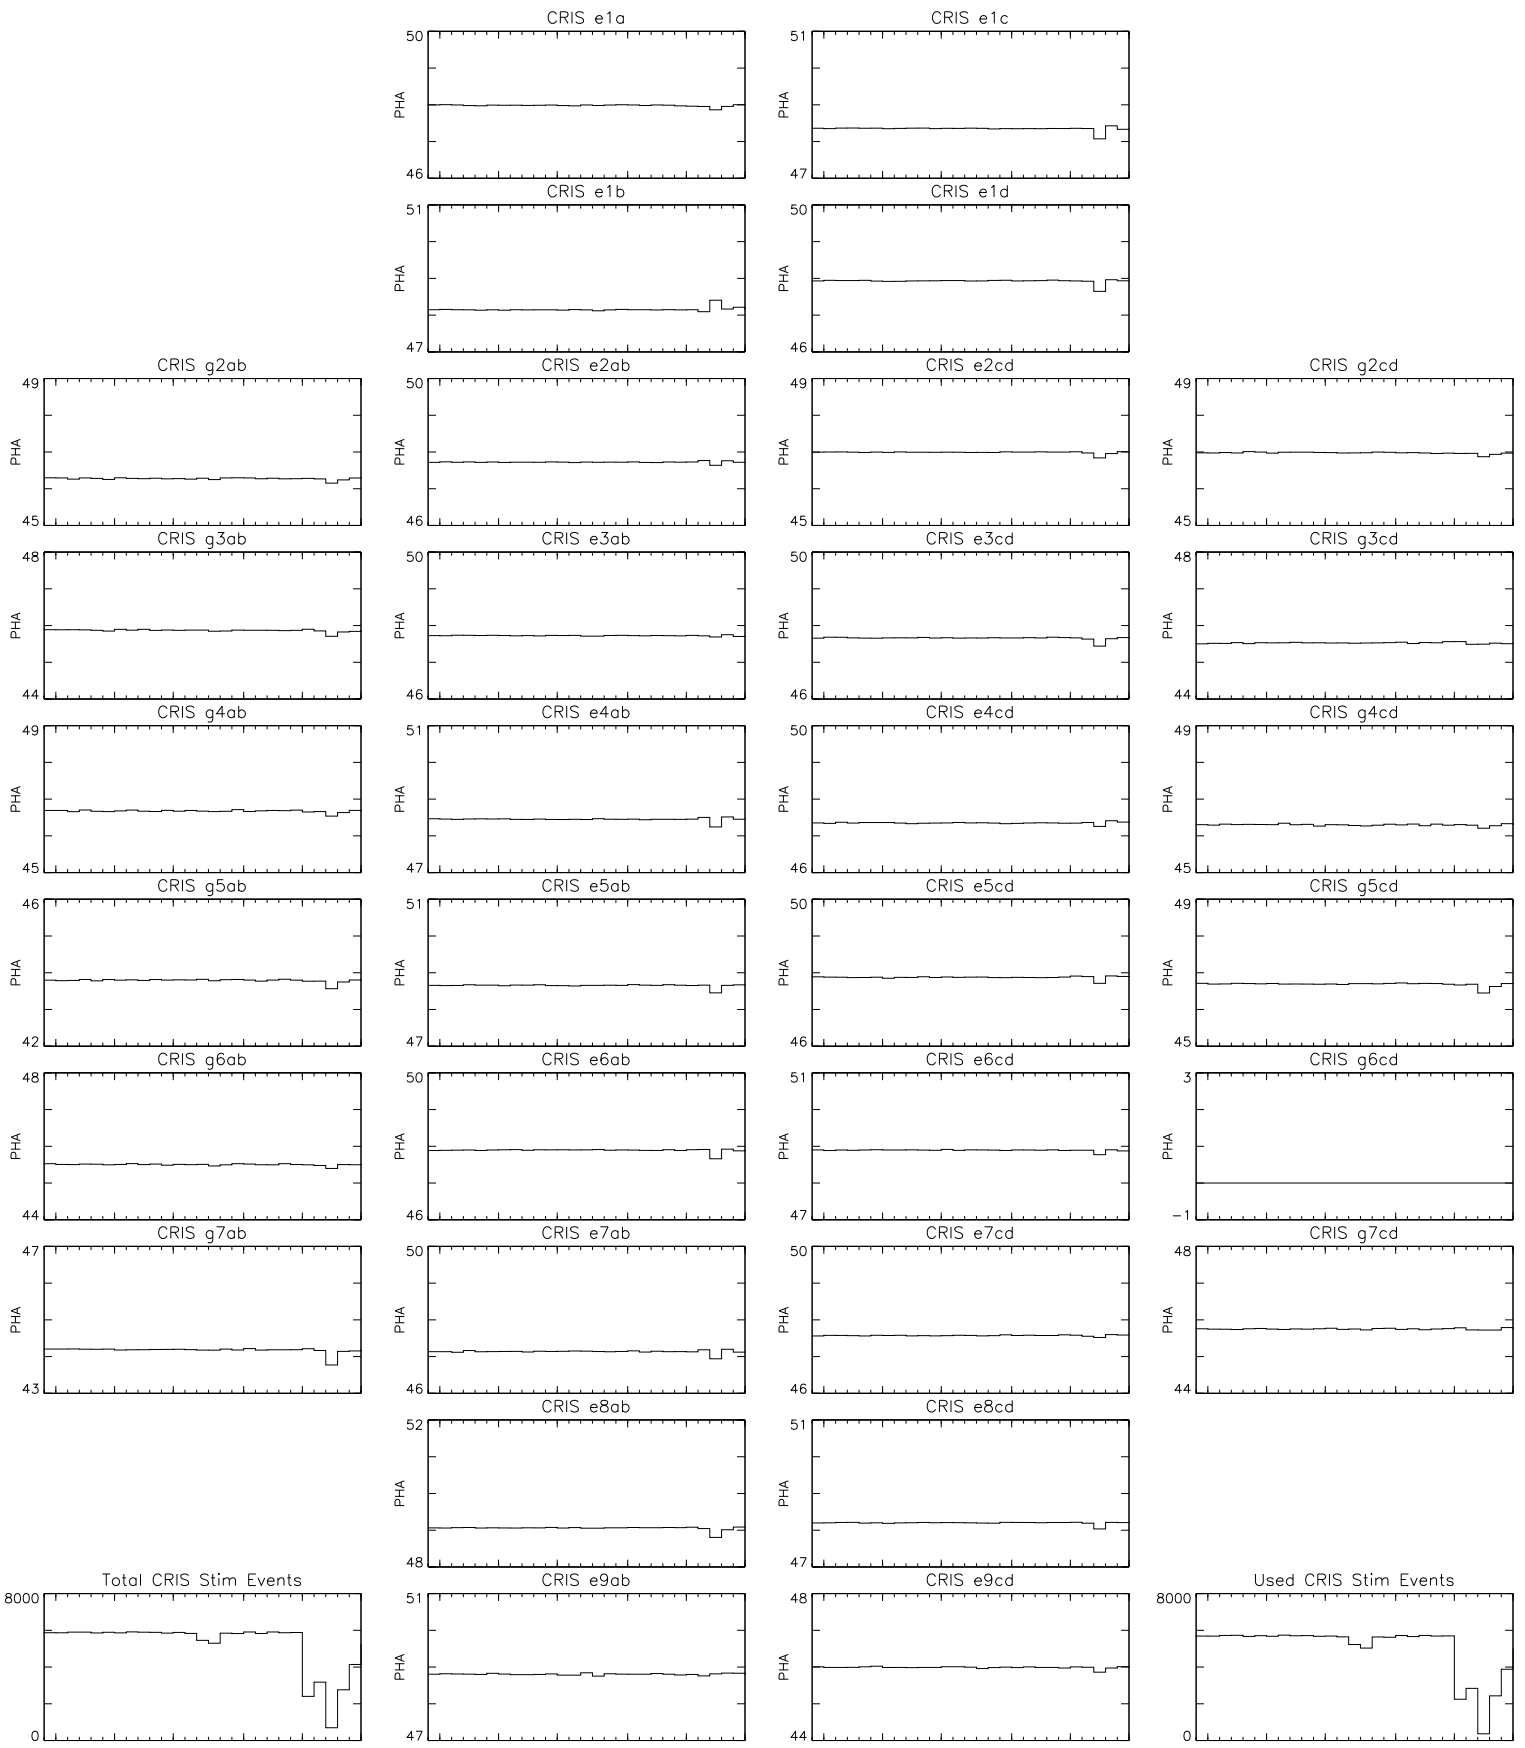 CRIS e1a
50
PHA
46
CRIS e1c
51
PHA
47
CRIS e1b
51
PHA
47
CRIS e1d
50
PHA
46
CRIS g2ab
49
PHA
45
CRIS e2ab
50
PHA
46
CRIS e2cd
49
PHA
45
CRIS g2cd
49
PHA
45
CRIS g3ab
48
PHA
44
CRIS e3ab
50
PHA
46
CRIS e3cd
50
PHA
46
CRIS g3cd
48
PHA
44
CRIS g4ab
49
PHA
45
CRIS e4ab
51
PHA
47
CRIS e4cd
50
PHA
46
CRIS g4cd
49
PHA
45
CRIS g5ab
46
PHA
42
CRIS e5ab
51
PHA
47
CRIS e5cd
50
PHA
46
CRIS g5cd
49
PHA
45
CRIS g6ab
48
PHA
44
CRIS e6ab
50
PHA
46
CRIS e6cd
51
PHA
47
CRIS g6cd
3
PHA
-1
CRIS g7ab
47
PHA
43
CRIS e7ab
50
PHA
46
CRIS e7cd
50
PHA
46
CRIS g7cd
48
PHA
44
CRIS e8ab
52
PHA
48
CRIS e8cd
51
PHA
47
Total CRIS Stim Events
8000
0
CRIS e9ab
51
PHA
47
CRIS e9cd
48
PHA
44
Used CRIS Stim Events
8000
0